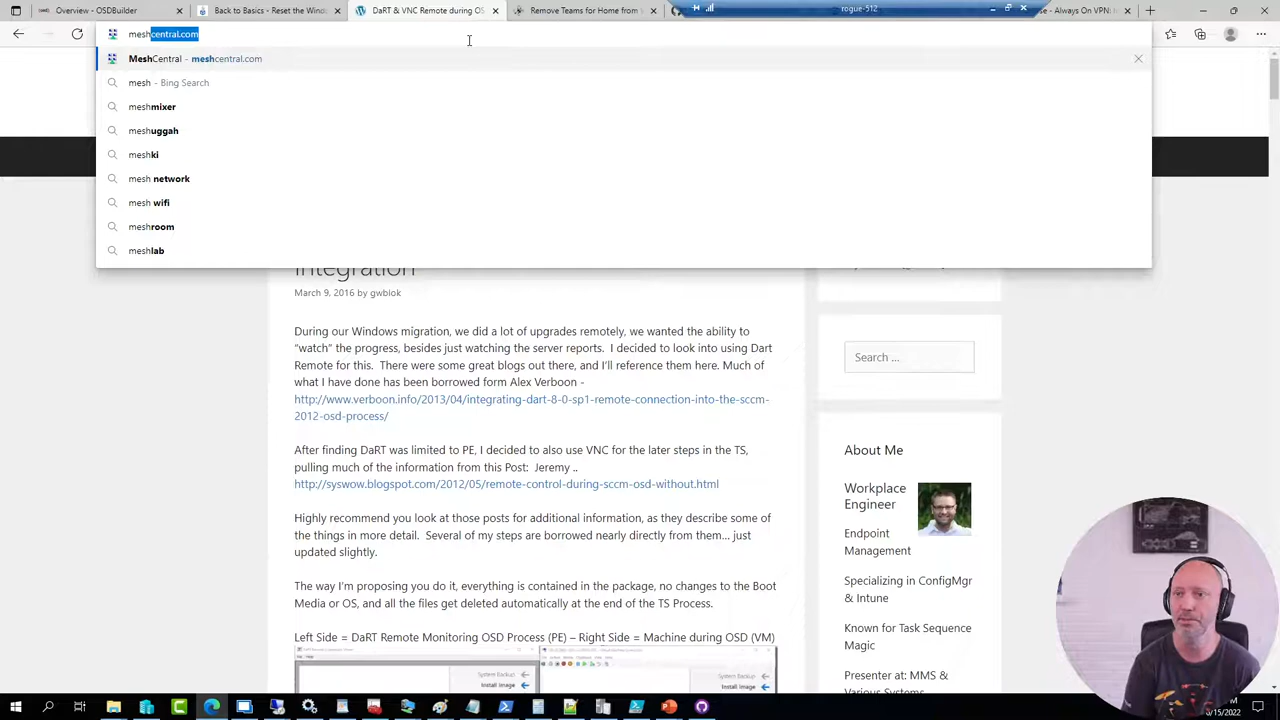 Overview - OSDBuilder
Back to Basics - Reset the Wind
DaRT & VNC Remote during OS
Remove Teams for Home from
rogue-512
- Always On VPN
meshcentral.com
MeshCentral - meshcentral.com
mesh - Bing Search
meshmixer
meshuggah
meshki
mesh network
mesh wifi
meshroom
meshlab
Integration
March 9, 2016 by gwblok
During our Windows migration, we did a lot of upgrades remotely, we wanted the ability to
“watch” the progress, besides just watching the server reports.  I decided to look into using Dart
Remote for this.  There were some great blogs out there, and I’ll reference them here. Much of
what I have done has been borrowed form Alex Verboon -
http://www.verboon.info/2013/04/integrating-dart-8-0-sp1-remote-connection-into-the-sccm-
2012-osd-process/
After finding DaRT was limited to PE, I decided to also use VNC for the later steps in the TS,
pulling much of the information from this Post:  Jeremy ..
http://syswow.blogspot.com/2012/05/remote-control-during-sccm-osd-without.html
Highly recommend you look at those posts for additional information, as they describe some of
the things in more detail.  Several of my steps are borrowed nearly directly from them... just
updated slightly.
The way I’m proposing you do it, everything is contained in the package, no changes to the Boot
Media or OS, and all the files get deleted automatically at the end of the TS Process.
Left Side = DaRT Remote Monitoring OSD Process (PE) – Right Side = Machine during OSD (VM)
System Backup
Install image
System Backup
Install image
Search ...
About Me
Workplace
Engineer
Endpoint
Management
Specializing in ConfigMgr
& Intune
Known for Task Sequence
Magic
Presenter at: MMS &
Various Systems
M
/15/2022